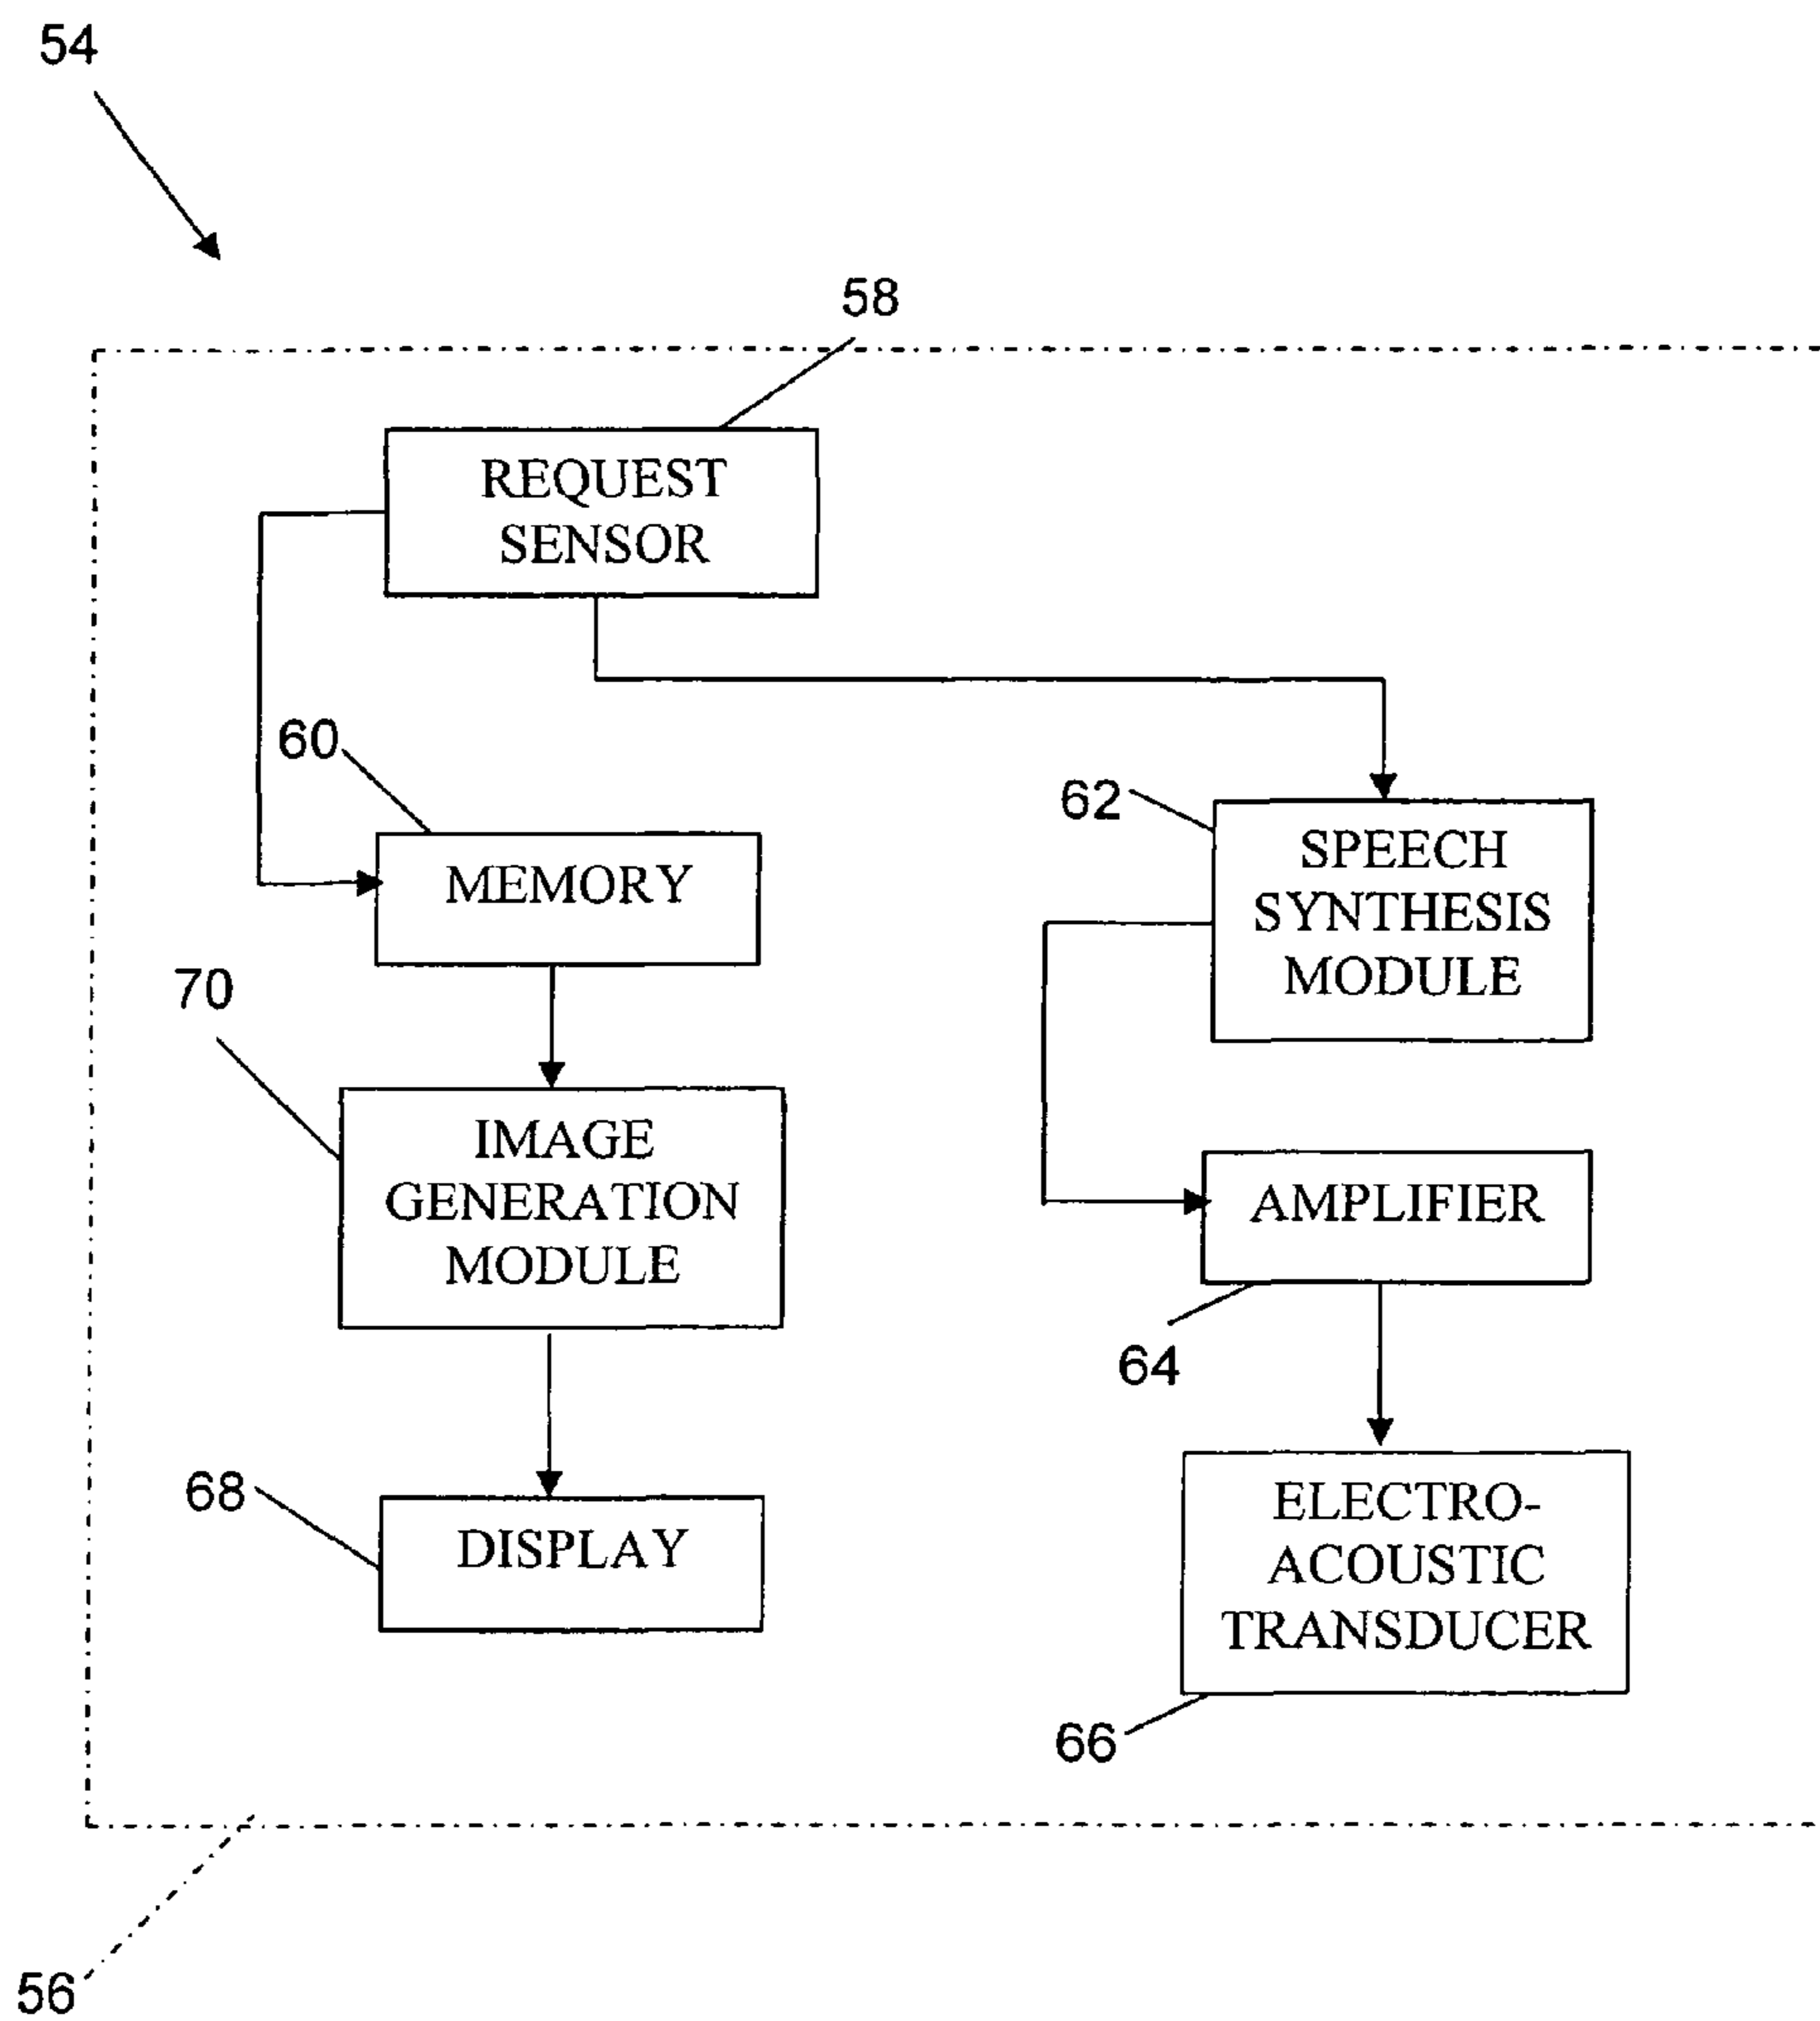 54
58
REQUEST
SENSOR
60
MEMORY
62
SPEECH
SYNTHESIS
MODULE
70
IMAGE
GENERATION
MODULE
AMPLIFIER
64
68
DISPLAY
ELECTRO-
ACOUSTIC
TRANSDUCER
66
56